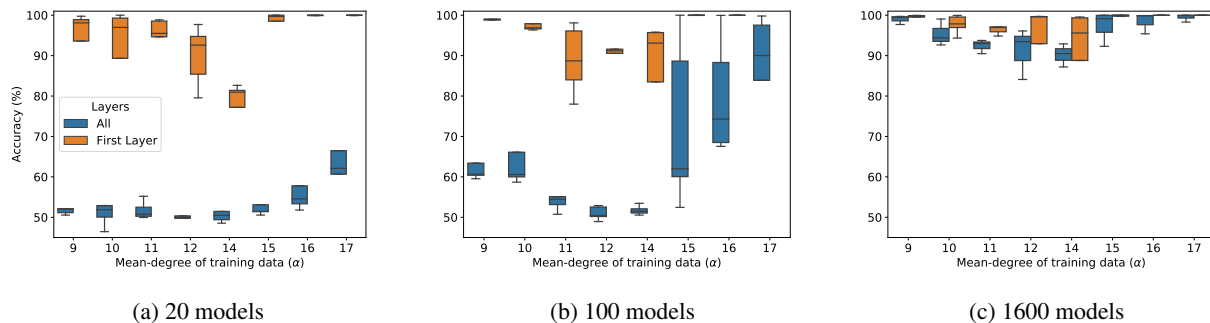 100
90
80
70
60
50
Accuracy (%)
Layers
All
First Layer
9 10 11 12 14 15 16 17
Mean-degree of training data (α)
(a) 20 models
100
90
80
70
60
50
9 10 11 12 14 15 16 17
Mean-degree of training data (α)
(b) 100 models
100
90
80
70
60
50
9 10 11 12 14 15 16 17
Mean-degree of training data (α)
(c) 1600 models